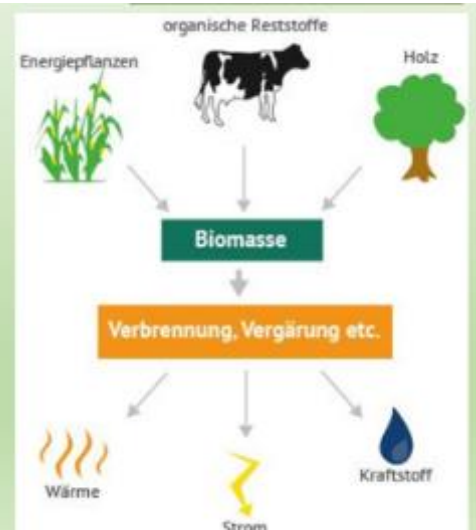 organische Reststoffe
Energiepflanzen
Holz
Biomasse
Verbrennung, Vergärung etc.
Wärme
Strom
Kraftstoff